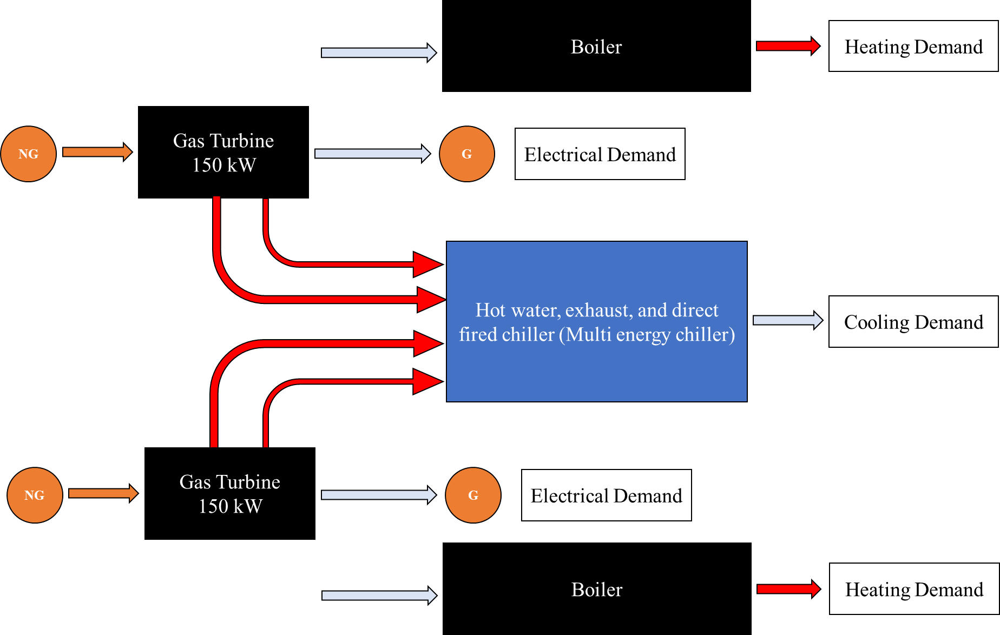 Boiler
Heating Demand
NG
Gas Turbine
150 kW
G
Electrical Demand
Hot water, exhaust, and direct
fired chiller (Multi energy chiller)
Cooling Demand
NG
Gas Turbine
150 kW
G
Electrical Demand
Boiler
Heating Demand